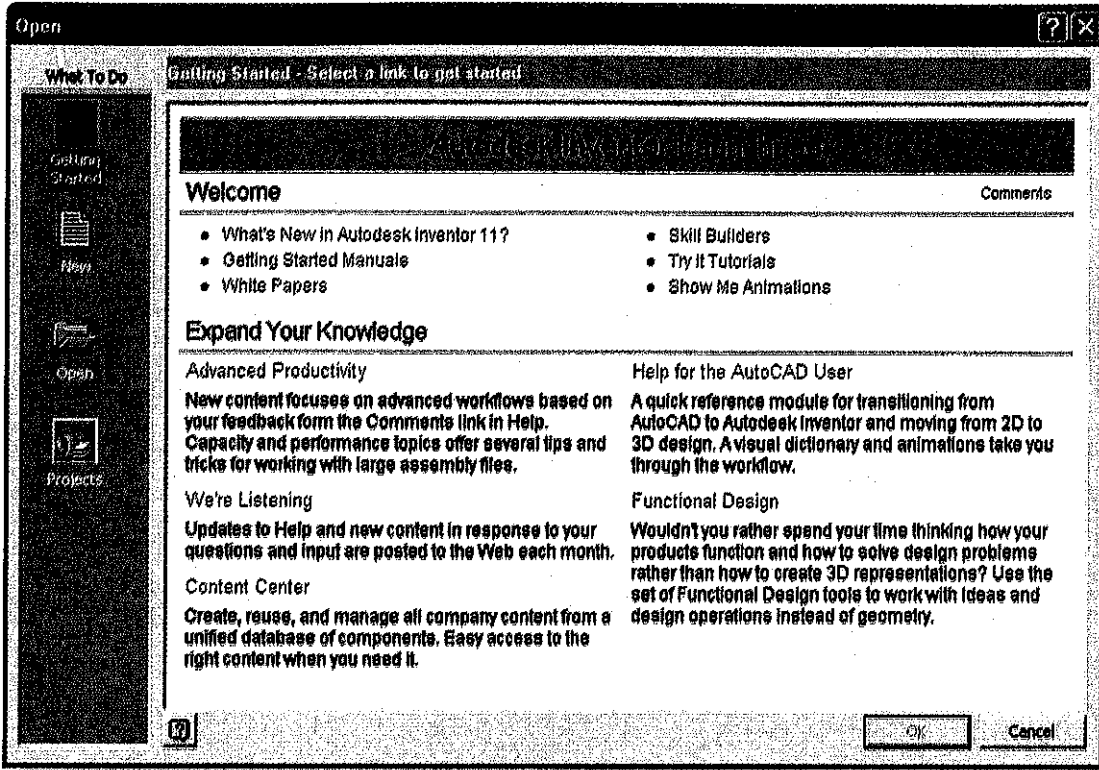 Open
What To Do
Getting Started - Select a link to get started
Getting
Started
New
Open
Projects
Welcome
Comments
What's New in Autodesk Inventor 11?
Getting Started Manuals
White Papers
Skill Builders
Try It Tutorials
Show Me Animations
Expand Your Knowledge
Advanced Productivity
New content focuses on advanced workflows based on
your feedback form the Comments link in Help.
Capacity and performance topics offer several tips and
tricks for working with large assembly files.
We're Listening
Updates to Help and new content in response to your
questions and input are posted to the Web each month.
Content Center
Create, reuse, and manage all company content from a
unified database of components. Easy access to the
right content when you need it.
Help for the AutoCAD User
A quick reference module for transitioning from
AutoCAD to Autodesk Inventor and moving from 2D to
3D design. A visual dictionary and animations take you
through the workflow.
Functional Design
Wouldn't you rather spend your time thinking how your
products function and how to solve design problems
rather than how to create 3D representations? Use the
set of Functional Design tools to work with ideas and
design operations instead of geometry.
OK
Cancel